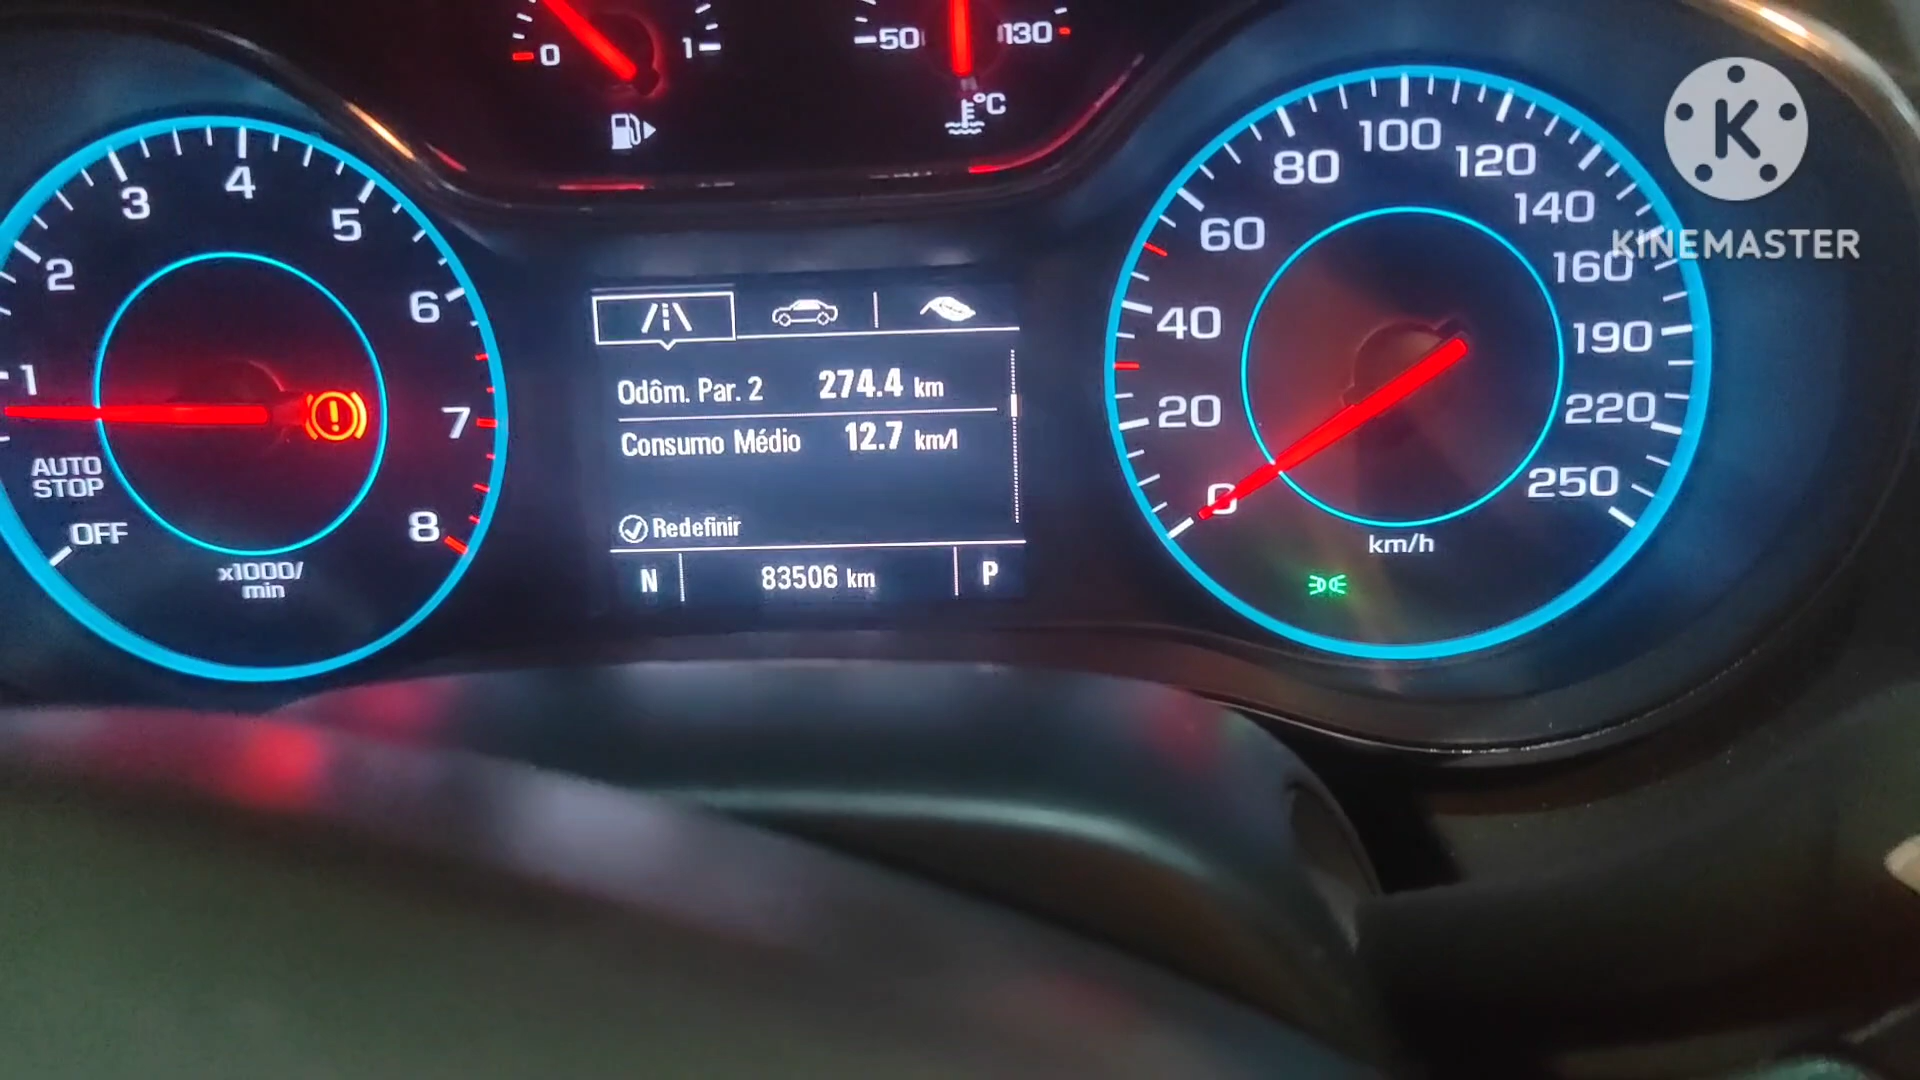 0 1
50 130
°C
1 2 3 4 5 6 7 8
AUTO
STOP
OFF
x1000/
min
Odôm. Par. 2 274.4 km
Consumo Médio 12.7 km/l
Redefinir
N 83506 km P
0 20 40 60 80 100 120 140 160 190 220 250
km/h
K
KINEMASTER